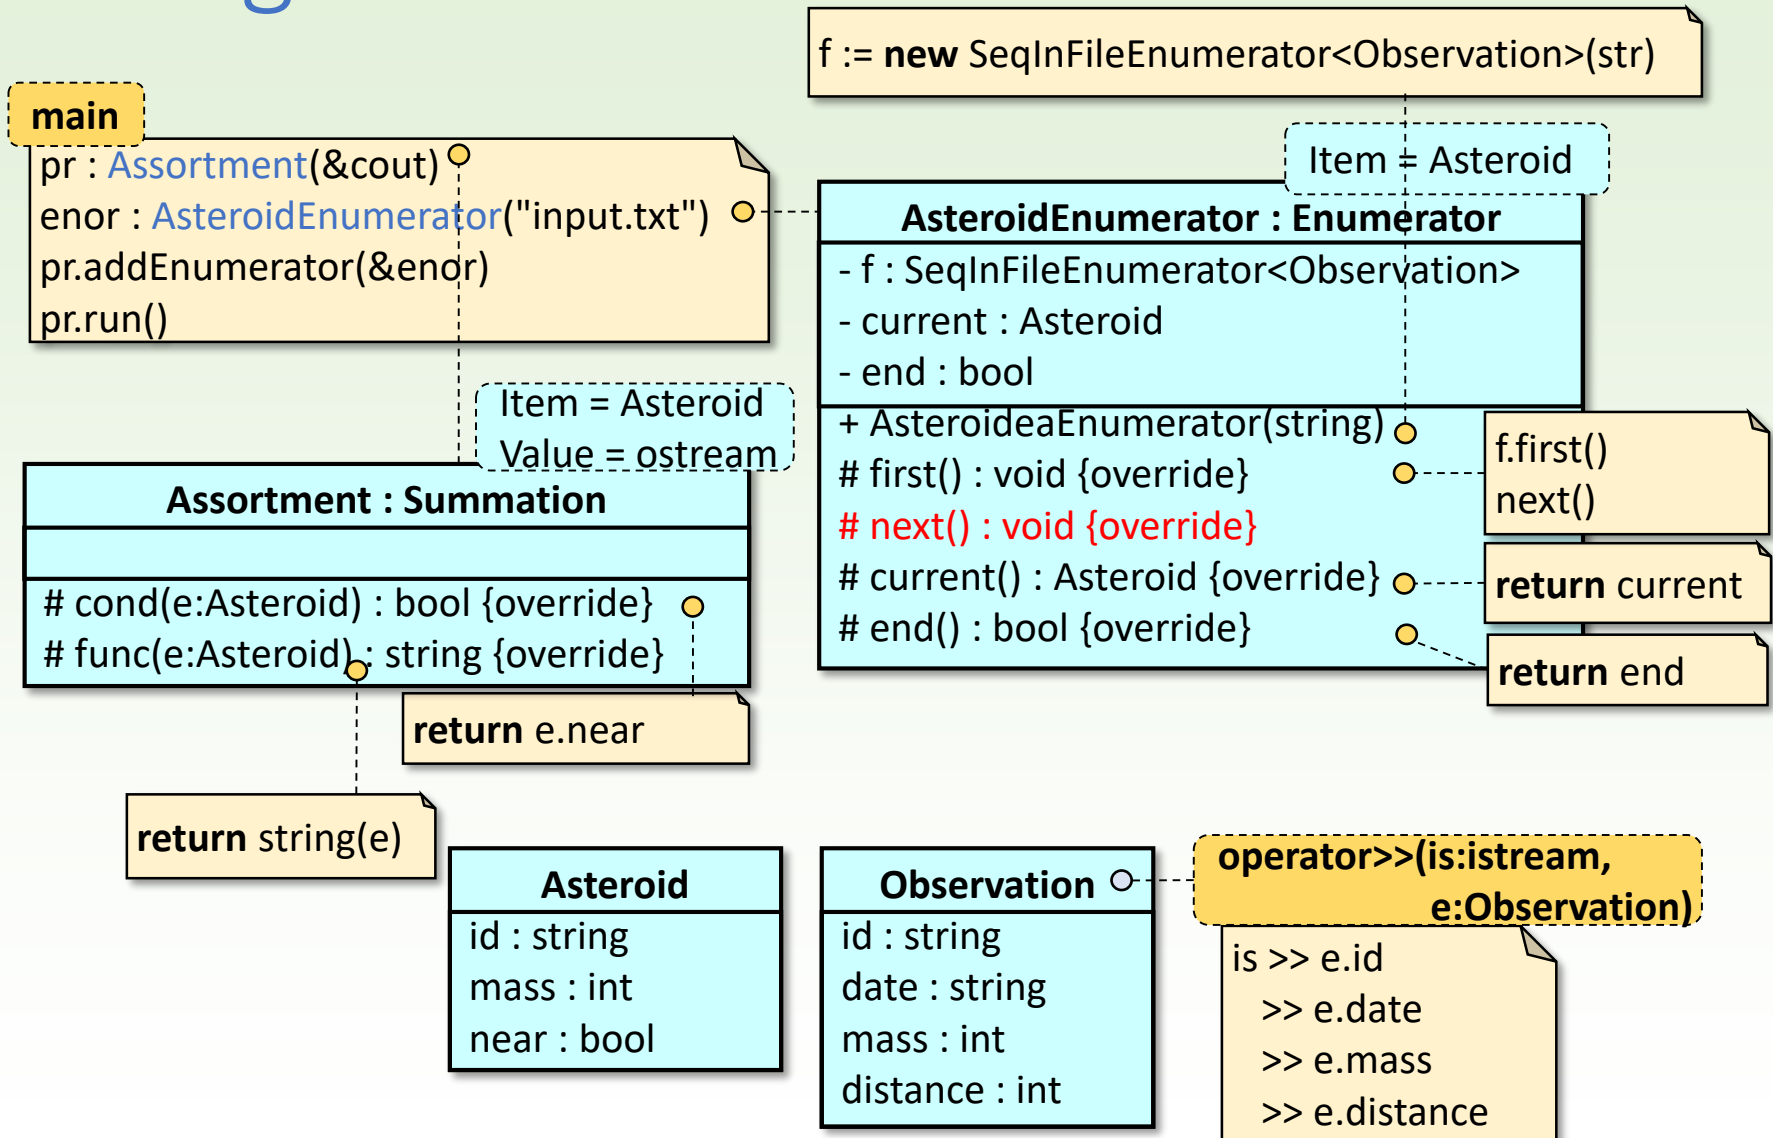 f := new SeqInFileEnumerator<Observation>(str)
main
pr : Assortment(&cout)
enor : AsteroidEnumerator("input.txt")
pr.addEnumerator(&enor)
pr.run()
Item = Asteroid
AsteroidEnumerator : Enumerator
- f : SeqInFileEnumerator<Observation>
- current : Asteroid
- end : bool
+ AsteroideaEnumerator(string)
# first() : void {override}
# next() : void {override}
# current() : Asteroid {override}
# end() : bool {override}
f.first()
next()
return current
return end
Item = Asteroid
Value = ostream
Assortment : Summation
# cond(e:Asteroid) : bool {override}
# func(e:Asteroid) : string {override}
return e.near
return string(e)
Asteroid
id : string
mass : int
near : bool
Observation
id : string
date : string
mass : int
distance : int
operator>>(is:istream,
e:Observation)
is >> e.id
>> e.date
>> e.mass
>> e.distance